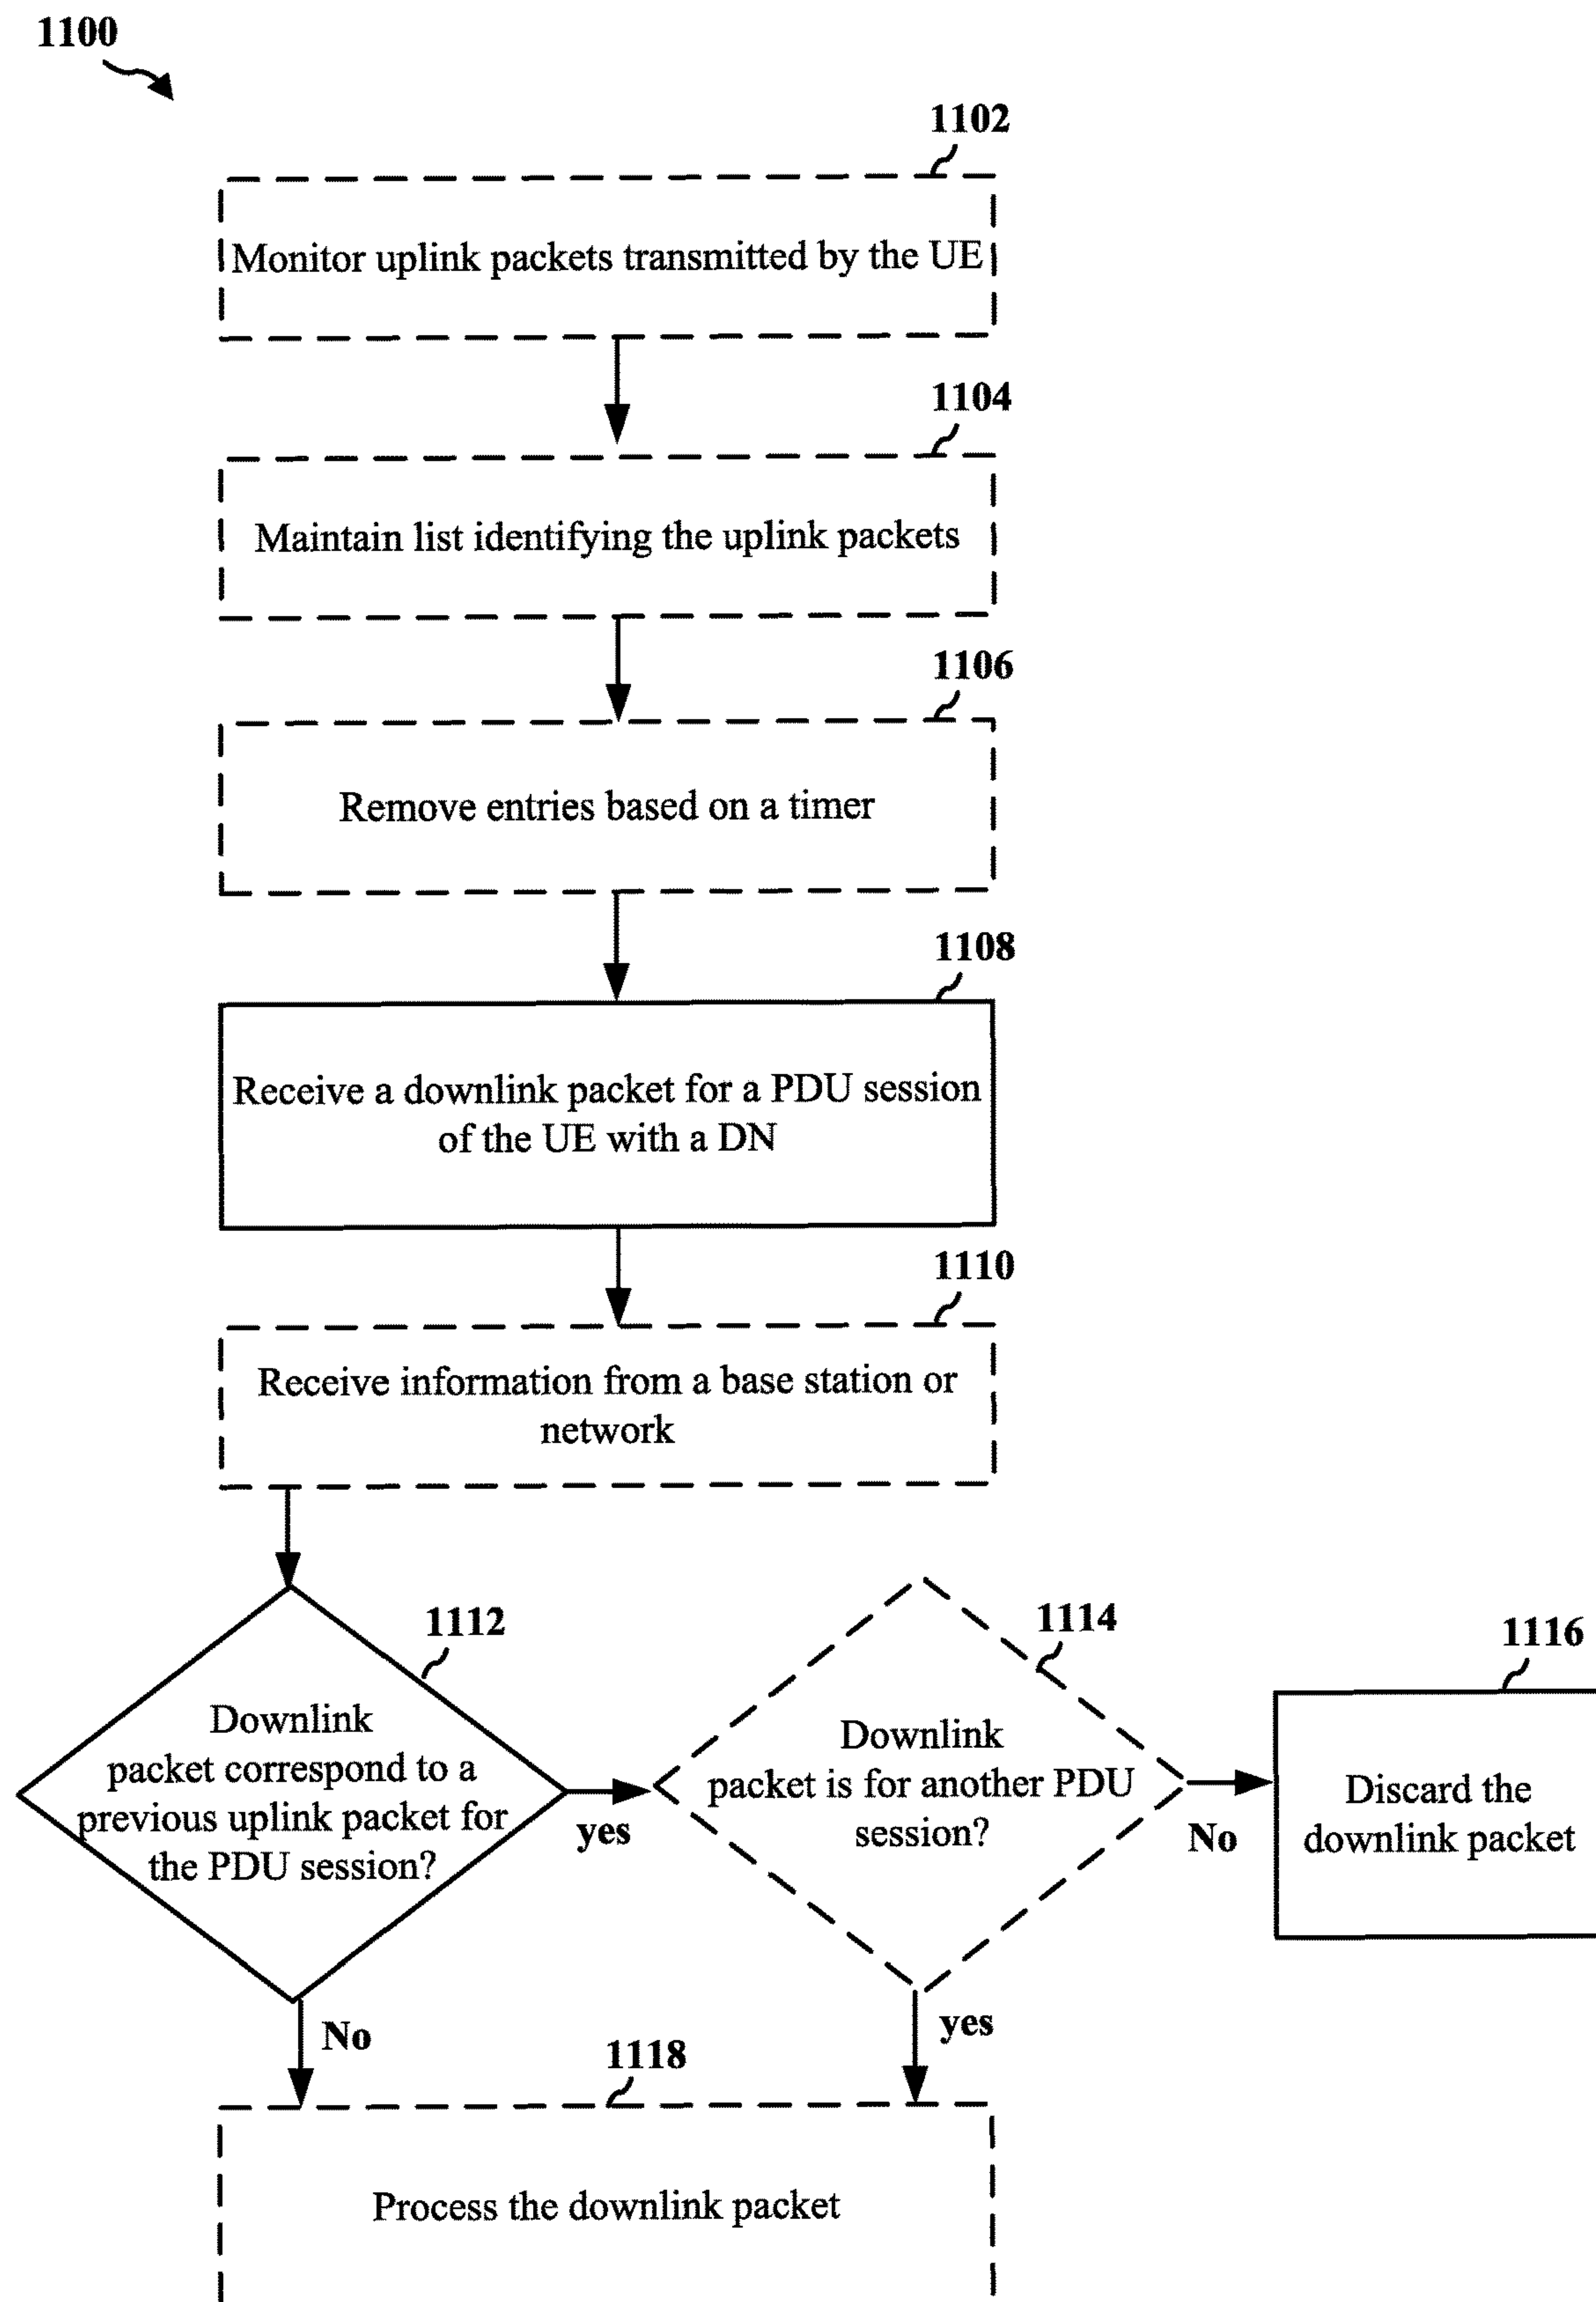 1100
1102
Monitor uplink packets transmitted by the UE
1104
Maintain list identifying the uplink packets
1106
Remove entries based on a timer
1108
Receive a downlink packet for a PDU session
of the UE with a DN
1110
Receive information from a base station or
network
1112
Downlink
packet correspond to a
previous uplink packet for
the PDU session?
yes
No
1114
Downlink
packet is for another PDU
session?
No
yes
1116
Discard the
downlink packet
1118
Process the downlink packet